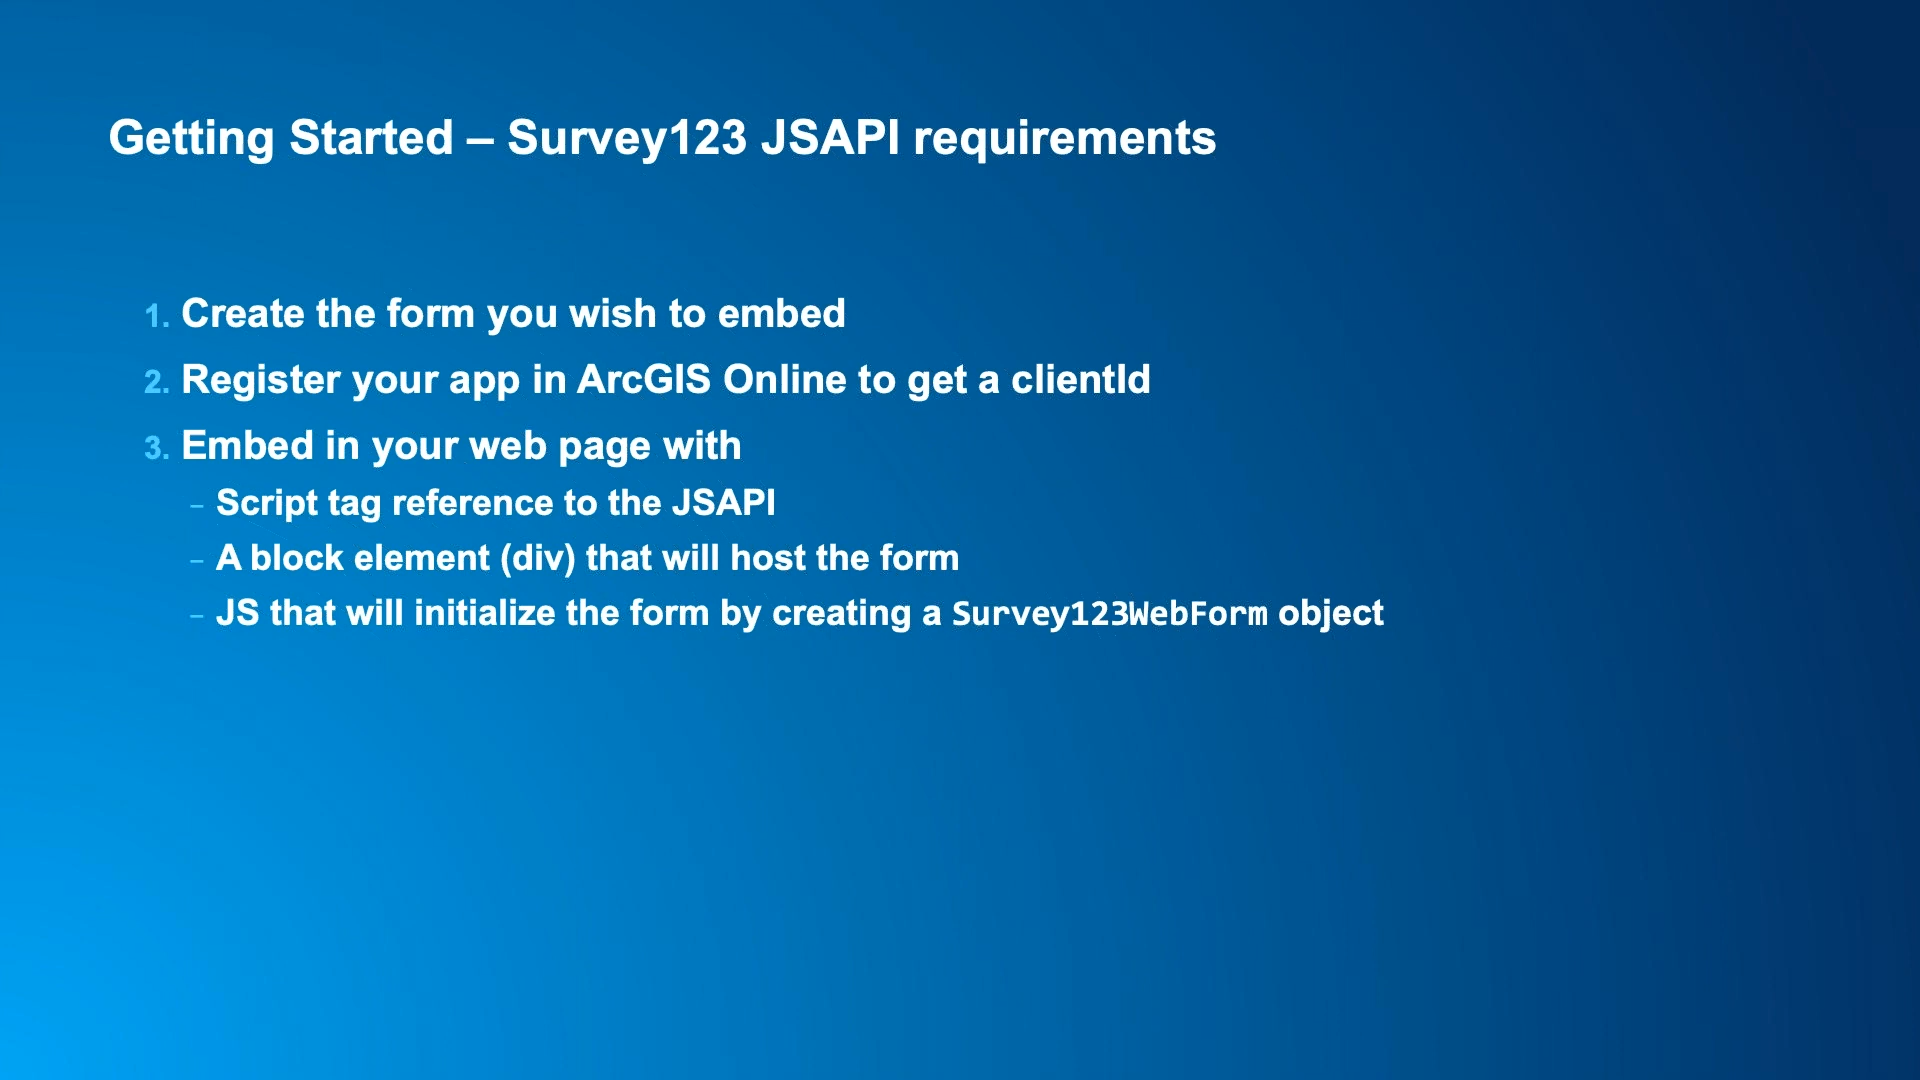 Getting Started – Survey123 JSAPI requirements
1. Create the form you wish to embed
2. Register your app in ArcGIS Online to get a clientId
3. Embed in your web page with
– Script tag reference to the JSAPI
– A block element (div) that will host the form
– JS that will initialize the form by creating a Survey123WebForm object